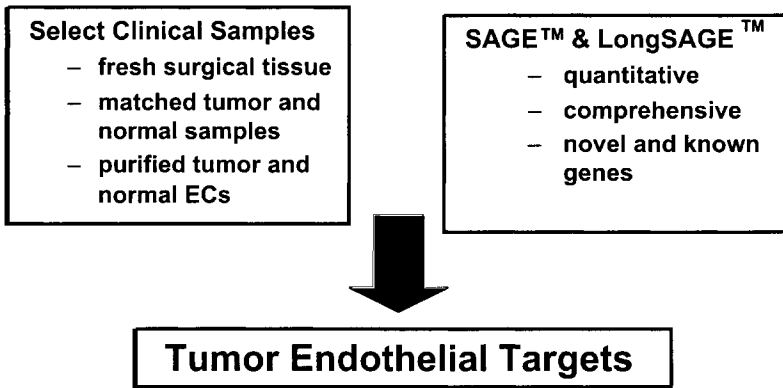 Select Clinical Samples
– fresh surgical tissue
– matched tumor and
normal samples
– purified tumor and
normal ECs
SAGE™ & LongSAGE ™
– quantitative
– comprehensive
– novel and known
genes
Tumor Endothelial Targets